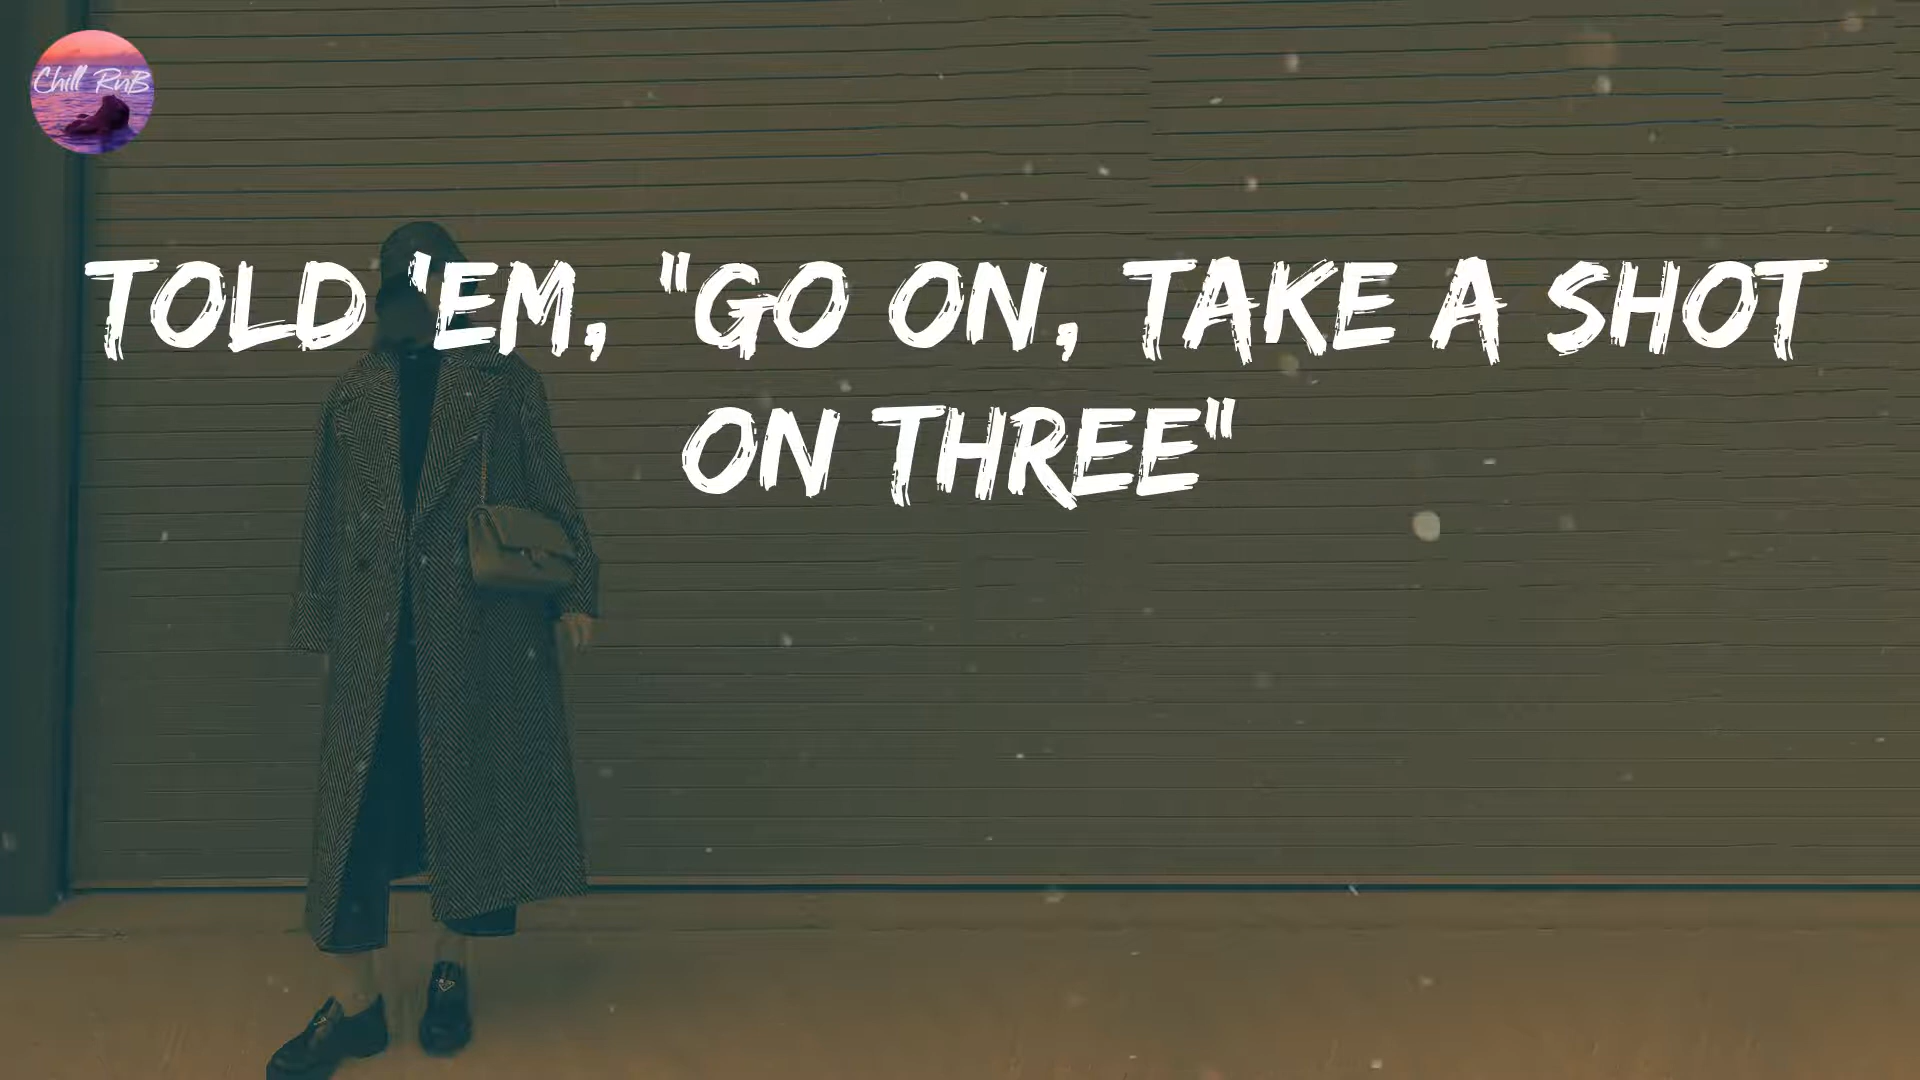 Chill RnB
TOLD 'EM, "GO ON, TAKE A SHOT
ON THREE"